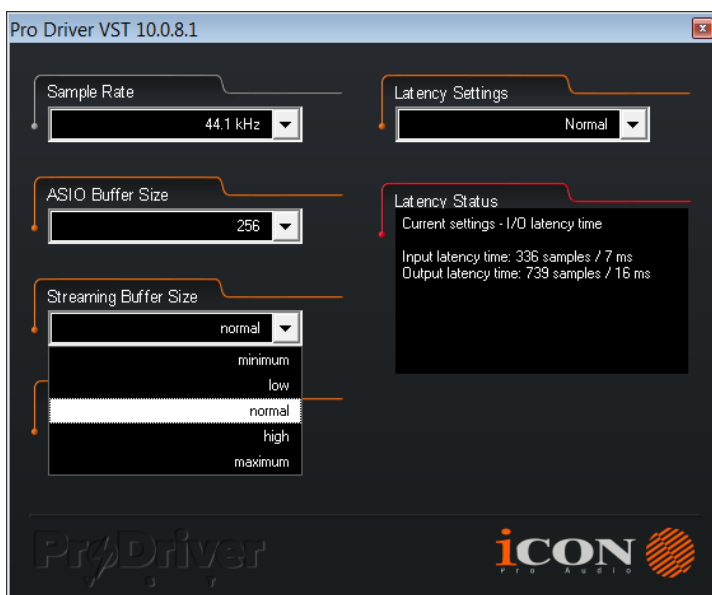 Pro Driver VST 10.0.8.1
Sample Rate
44.1 kHz
ASIO Buffer Size
256
Streaming Buffer Size
normal
minimum
low
normal
high
maximum
Latency Settings
Normal
Latency Status
Current settings - I/O latency time
Input latency time: 336 samples / 7 ms
Output latency time: 739 samples / 16 ms
ProDriver
V S T
iCON
Pro Audio